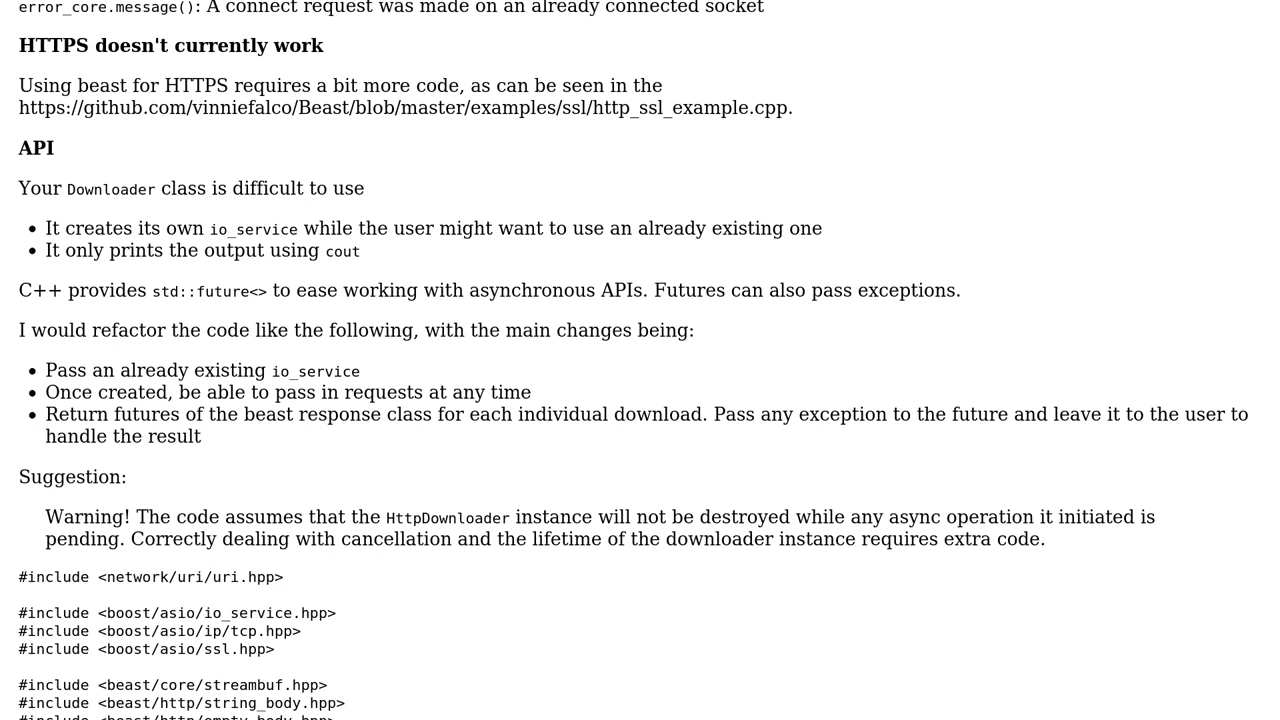 error_core.message(): A connect request was made on an already connected socket
HTTPS doesn't currently work
Using beast for HTTPS requires a bit more code, as can be seen in the
https://github.com/vinniefalco/Beast/blob/master/examples/ssl/http_ssl_example.cpp.
API
Your Downloader class is difficult to use
• It creates its own io_service while the user might want to use an already existing one
• It only prints the output using cout
C++ provides std::future<> to ease working with asynchronous APIs. Futures can also pass exceptions.
I would refactor the code like the following, with the main changes being:
• Pass an already existing io_service
• Once created, be able to pass in requests at any time
• Return futures of the beast response class for each individual download. Pass any exception to the future and leave it to the user to
handle the result
Suggestion:
Warning! The code assumes that the HttpDownloader instance will not be destroyed while any async operation it initiated is
pending. Correctly dealing with cancellation and the lifetime of the downloader instance requires extra code.
#include <network/uri/uri.hpp>
#include <boost/asio/io_service.hpp>
#include <boost/asio/ip/tcp.hpp>
#include <boost/asio/ssl.hpp>
#include <beast/core/streambuf.hpp>
#include <beast/http/string_body.hpp>
#include <beast/http/empty_body.hpp>